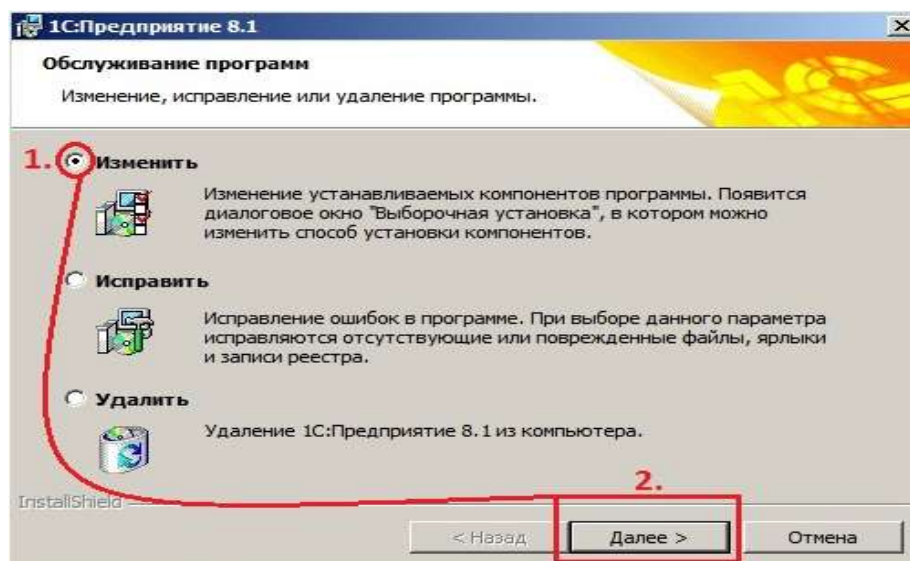 1С:Предприятие 8.1
Обслуживание программ
Изменение, исправление или удаление программы.
1. Изменить
Изменение устанавливаемых компонентов программы. Появится
диалоговое окно "Выборочная установка", в котором можно
изменить способ установки компонентов.
Исправить
Исправление ошибок в программе. При выборе данного параметра
исправляются отсутствующие или поврежденные файлы, ярлыки
и записи реестра.
Удалить
Удаление 1С:Предприятие 8.1 из компьютера.
2.
InstallShield
< Назад Далее > Отмена